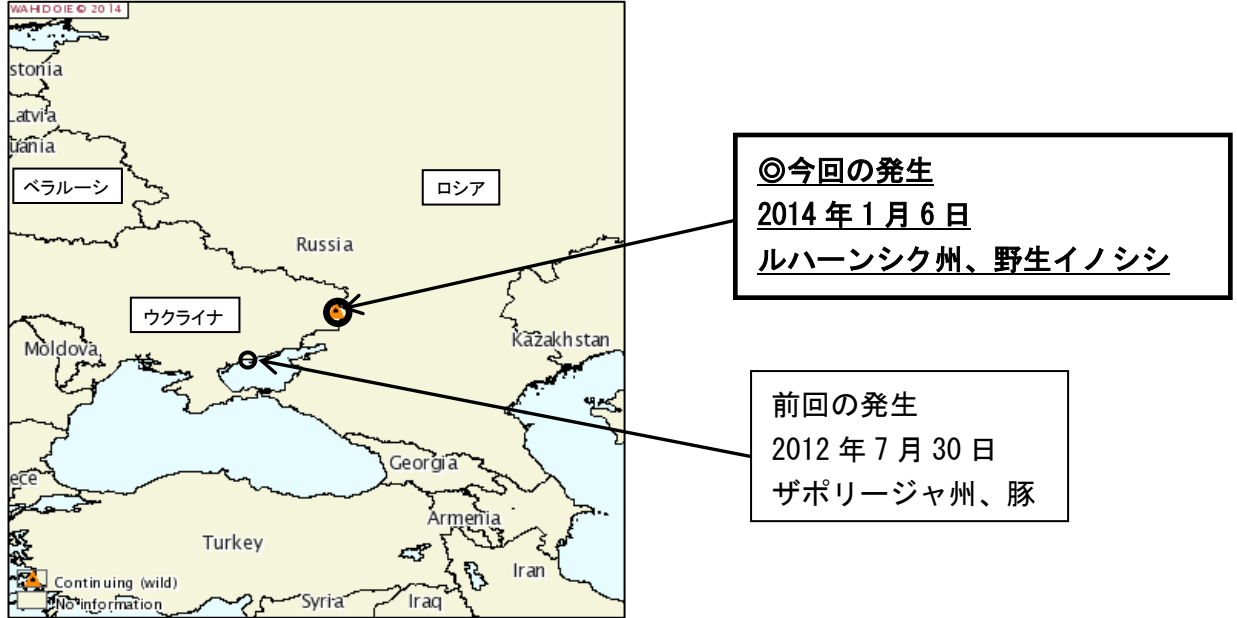 WAHID OIE © 2014
stonia
Latvia
uania
ベラルーシ
ロシア
Russia
ウクライナ
Moldova
Kazakhstan
Georgia
ece
Armenia
Turkey
Iran
Syria
Iraq
Continuing (wild)
No information
◎今回の発生
2014年1月6日
ルハーンシク州、野生イノシシ
前回の発生
2012年7月30日
ザポリージャ州、豚